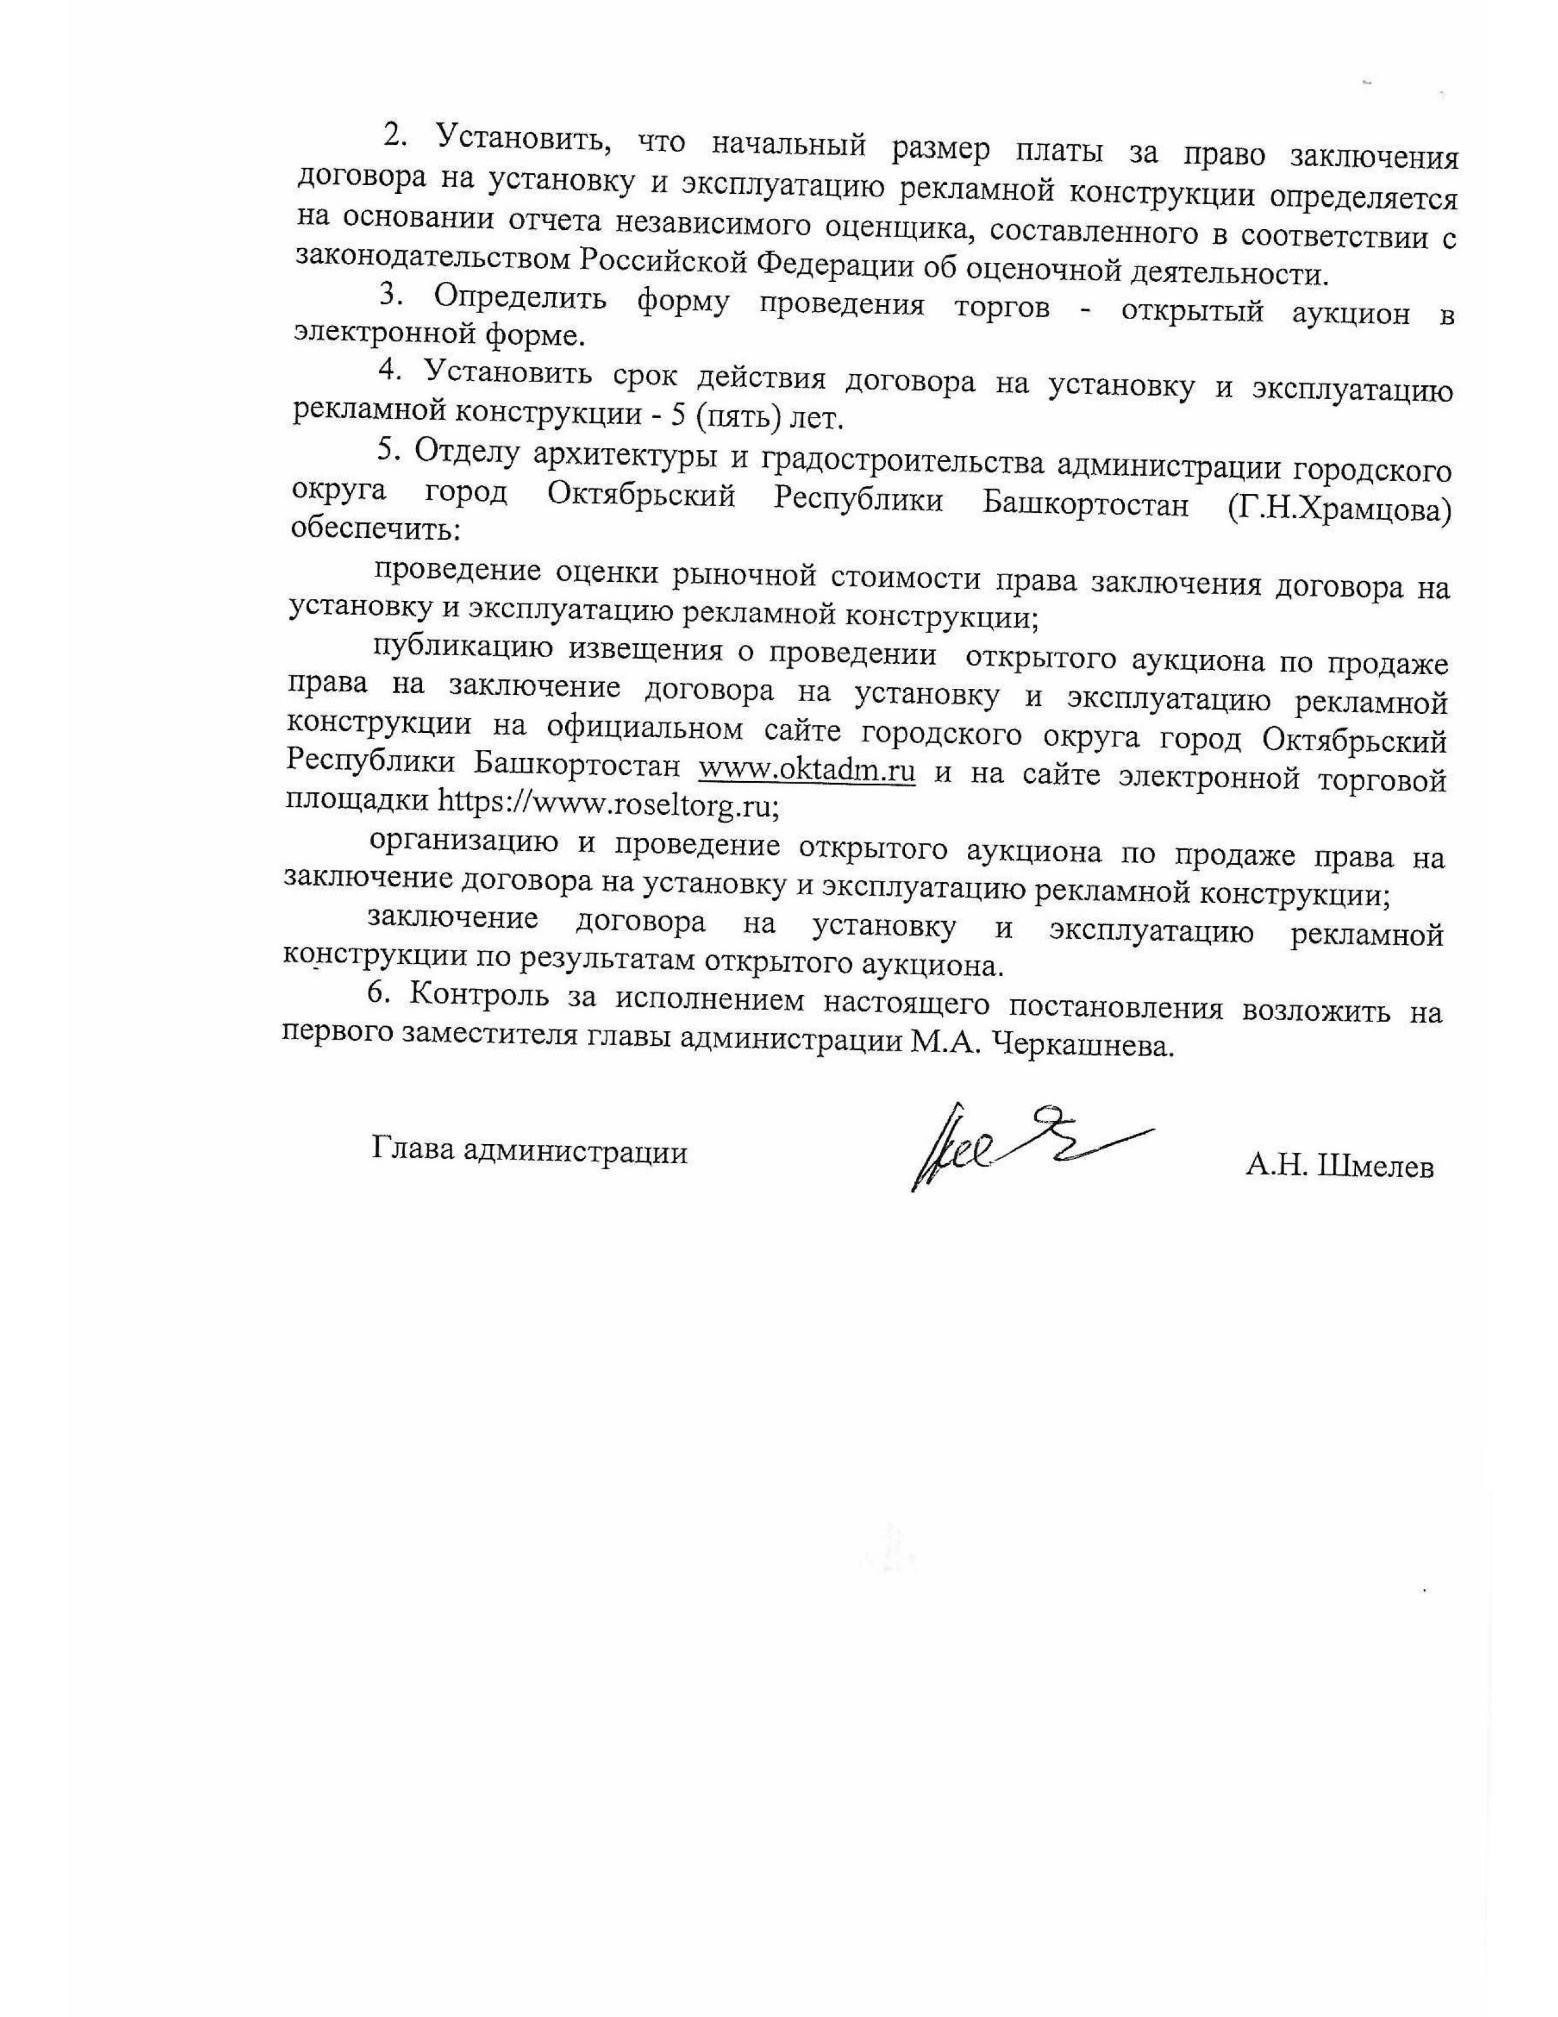 2. Установить, что начальный размер платы за право заключения
договора на установку и эксплуатацию рекламной конструкции определяется
на основании отчета независимого оценщика, составленного в соответствии с
законодательством Российской Федерации об оценочной деятельности.
3. Определить форму проведения торгов - открытый аукцион в
электронной форме.
4. Установить срок действия договора на установку и эксплуатацию
рекламной конструкции - 5 (пять) лет.
5. Отделу архитектуры и градостроительства администрации городского
округа город Октябрьский Республики Башкортостан (Г.Н.Храмцова)
обеспечить:
проведение оценки рыночной стоимости права заключения договора на
установку и эксплуатацию рекламной конструкции;
публикацию извещения о проведении открытого аукциона по продаже
права на заключение договора на установку и эксплуатацию рекламной
конструкции на официальном сайте городского округа город Октябрьский
Республики Башкортостан www.oktadm.ru и на сайте электронной торговой
площадки https://www.roseltorg.ru;
организацию и проведение открытого аукциона по продаже права на
заключение договора на установку и эксплуатацию рекламной конструкции;
заключение договора на установку и эксплуатацию рекламной
конструкции по результатам открытого аукциона.
6. Контроль за исполнением настоящего постановления возложить на
первого заместителя главы администрации М.А. Черкашнева.
Глава администрации
А.Н. Шмелев